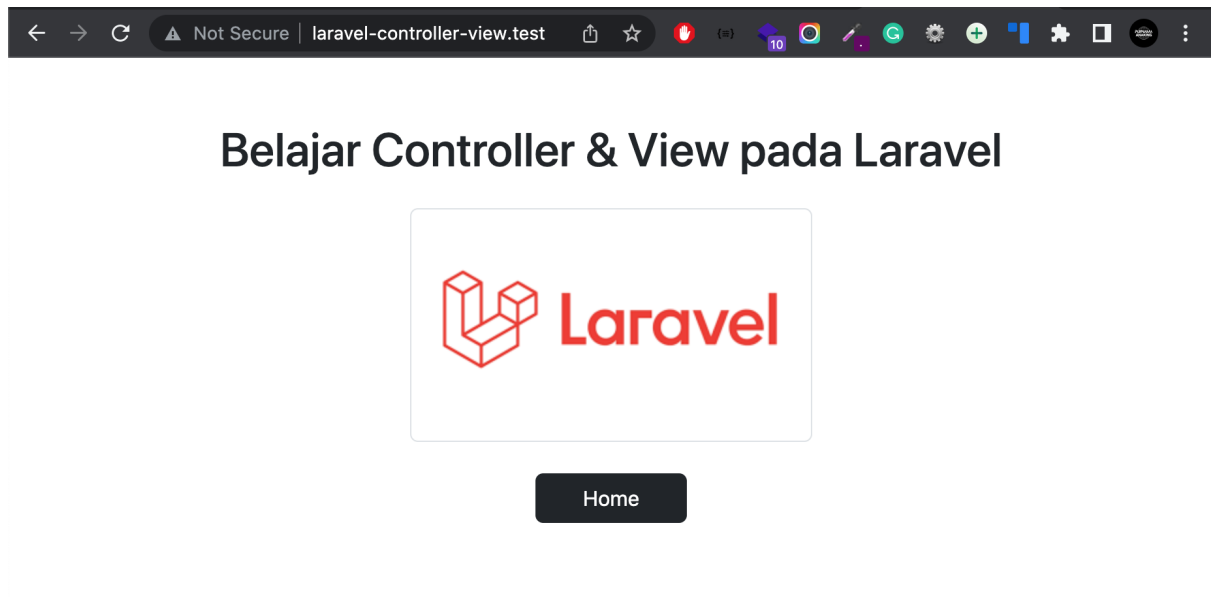 Not Secure | laravel-controller-view.test
10
Belajar Controller & View pada Laravel
Laravel
Home